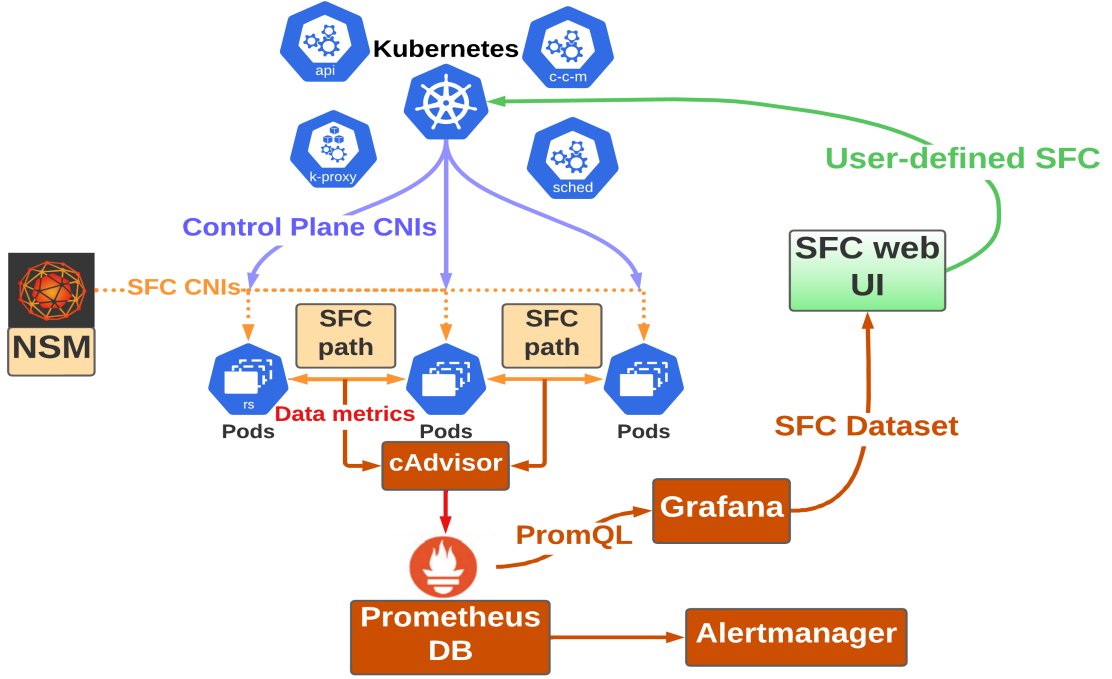 api
Kubernetes
c-c-m
k-proxy
sched
User-defined SFC
Control Plane CNIs
SFC web
UI
SFC CNIs
NSM
SFC
path
SFC
path
rs
Data metrics
Pods
Pods
Pods
SFC Dataset
cAdvisor
Grafana
PromQL
Prometheus
DB
Alertmanager